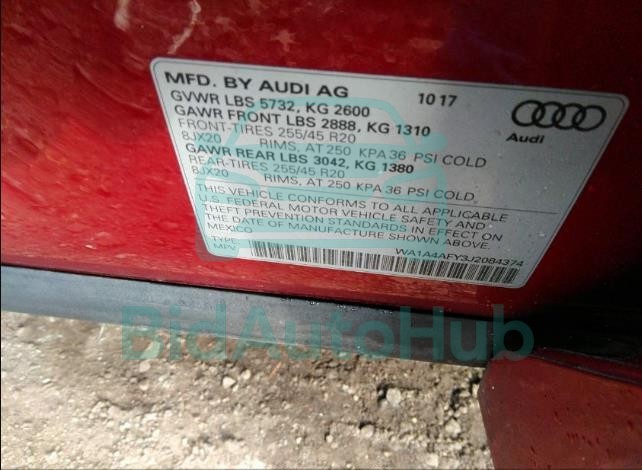 MFD. BY AUDI AG 10 17
GVWR LBS 5732, KG 2600
GAWR FRONT LBS 2888, KG 1310
FRONT-TIRES 255/45 R20
8JX20 RIMS, AT 250 KPA 36 PSI COLD
GAWR REAR LBS 3042, KG 1380
REAR-TIRES 255/45 R20
8JX20 RIMS, AT 250 KPA 36 PSI COLD
THIS VEHICLE CONFORMS TO ALL APPLICABLE
U.S. FEDERAL MOTOR VEHICLE SAFETY AND
THEFT PREVENTION STANDARDS IN EFFECT ON
THE DATE OF MANUFACTURE SHOWN ABOVE.
MEXICO
WA1A4AFY3J2084374
TYPE:
MPV
Audi
BidAutoHub